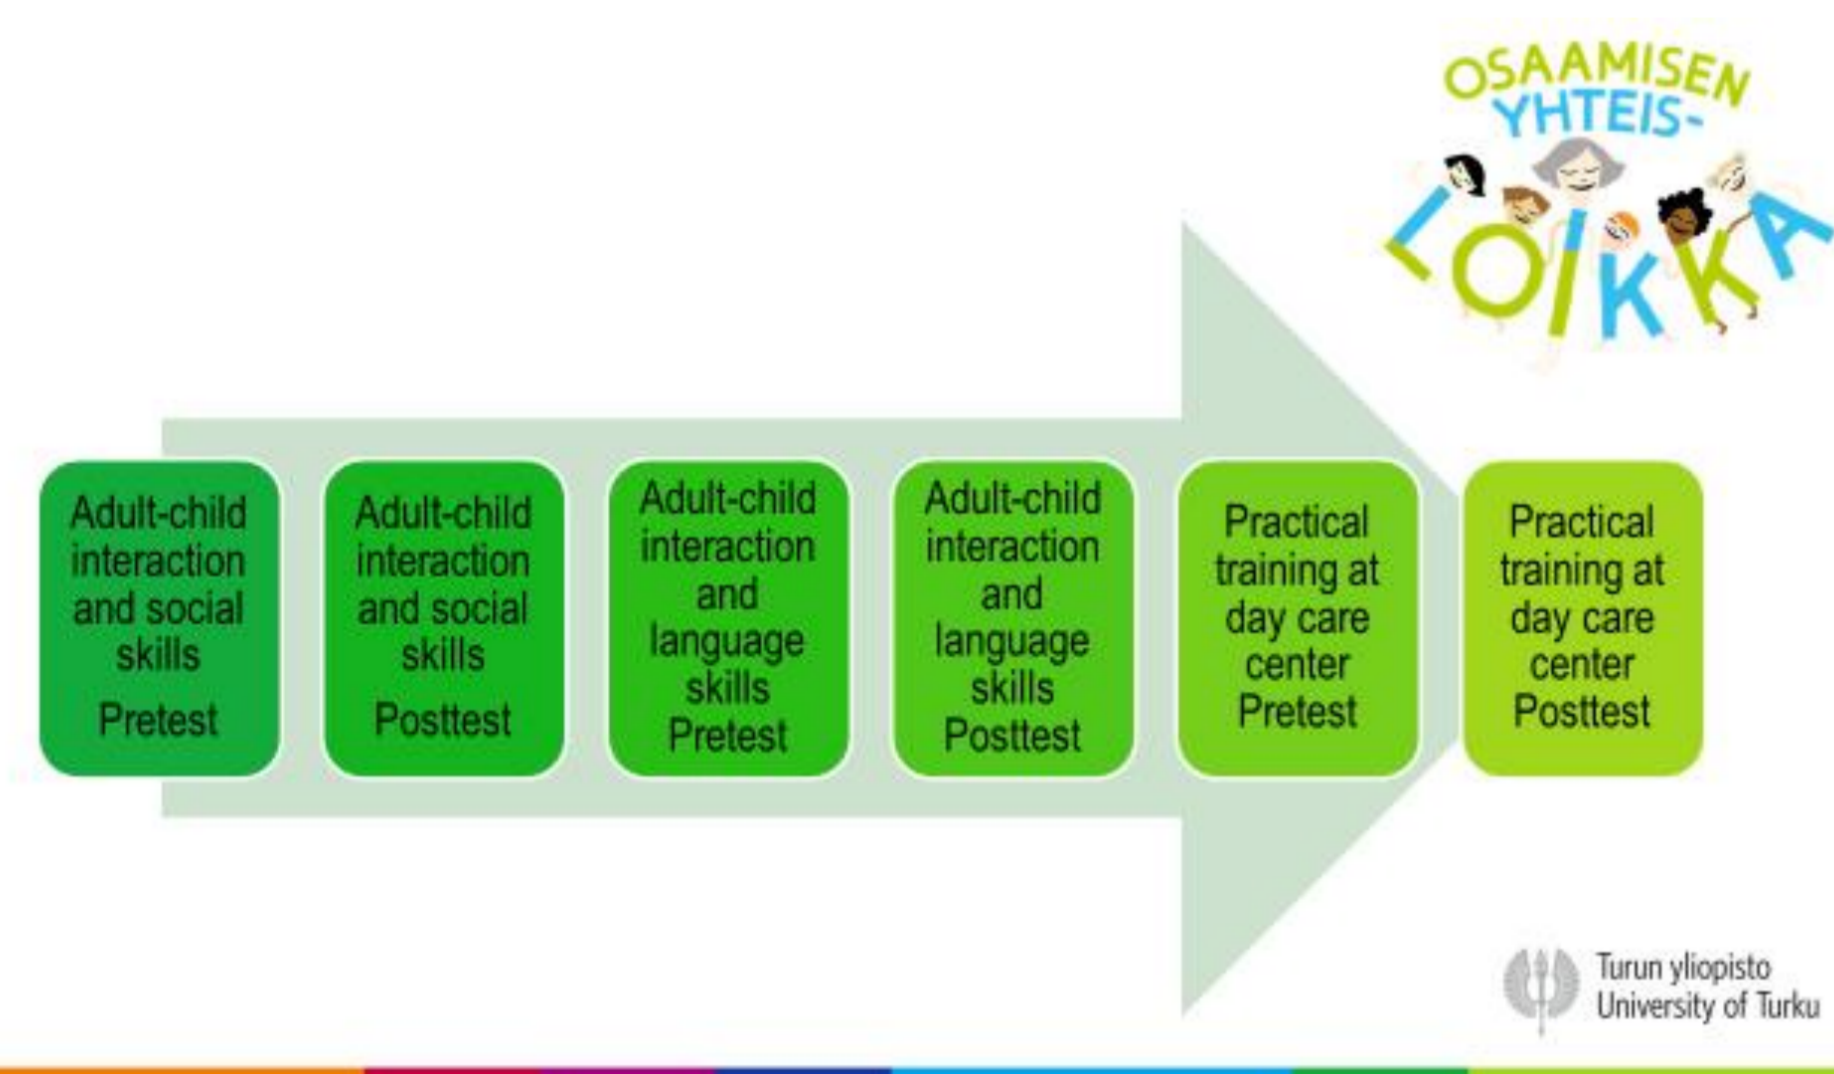 OSAAMISEN
YHTEIS-
LOIKKA
Adult-child
interaction
and social
skills
Pretest
Adult-child
interaction
and social
skills
Posttest
Adult-child
interaction
and
language
skills
Pretest
Adult-child
interaction
and
language
skills
Posttest
Practical
training at
day care
center
Pretest
Practical
training at
day care
center
Posttest
Turun yliopisto
University of Turku